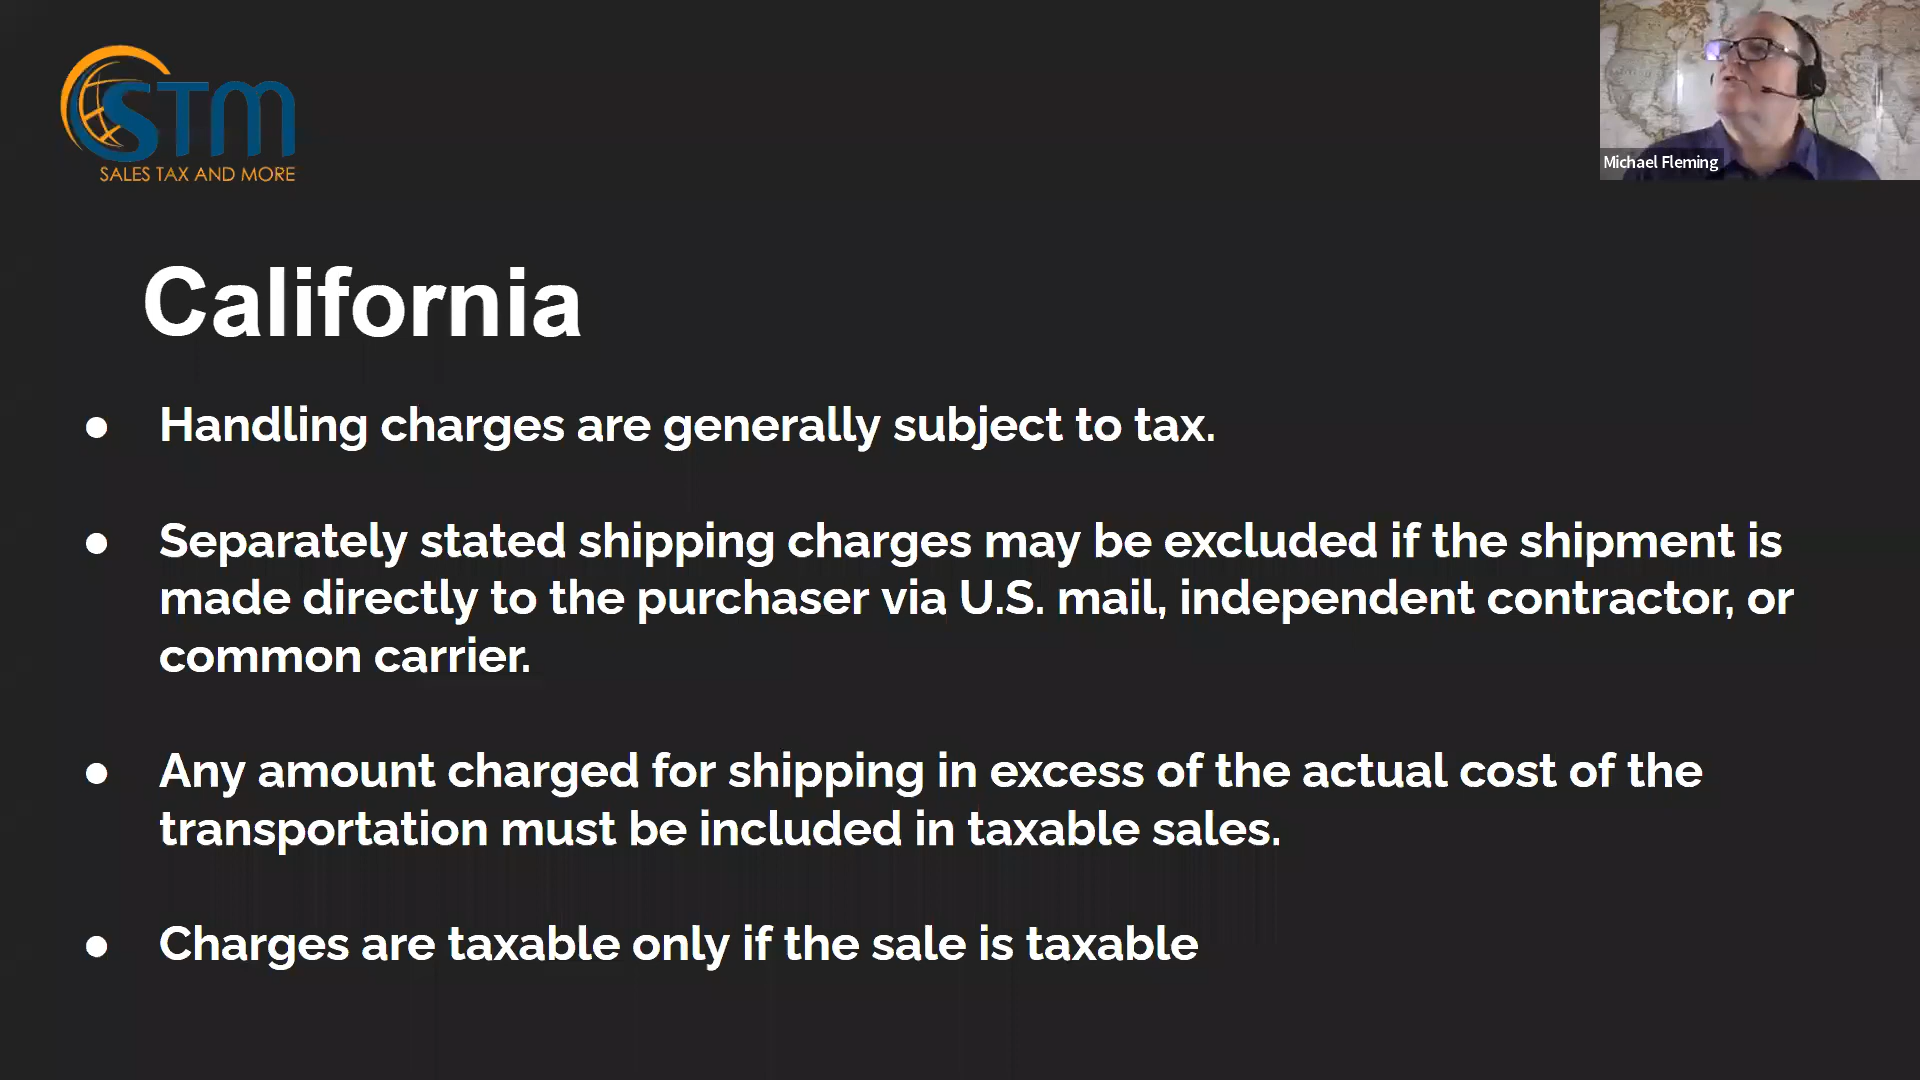 STM
SALES TAX AND MORE
Michael Fleming
California
● Handling charges are generally subject to tax.
● Separately stated shipping charges may be excluded if the shipment is
made directly to the purchaser via U.S. mail, independent contractor, or
common carrier.
● Any amount charged for shipping in excess of the actual cost of the
transportation must be included in taxable sales.
● Charges are taxable only if the sale is taxable